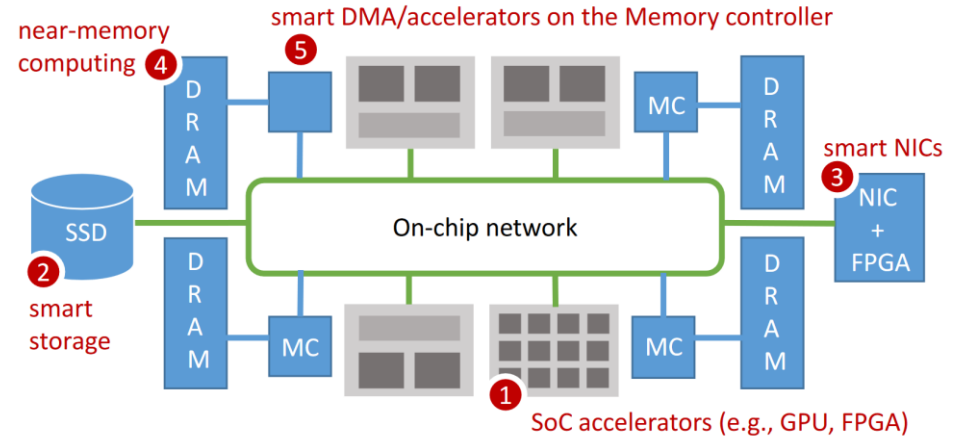 smart DMA/accelerators on the Memory controller
near-memory
computing
4
5
D
R
A
M
MC
D
R
A
M
smart NICs
3
NIC
+
FPGA
SSD
On-chip network
2
smart
storage
D
R
A
M
MC
MC
D
R
A
M
1
SoC accelerators (e.g., GPU, FPGA)